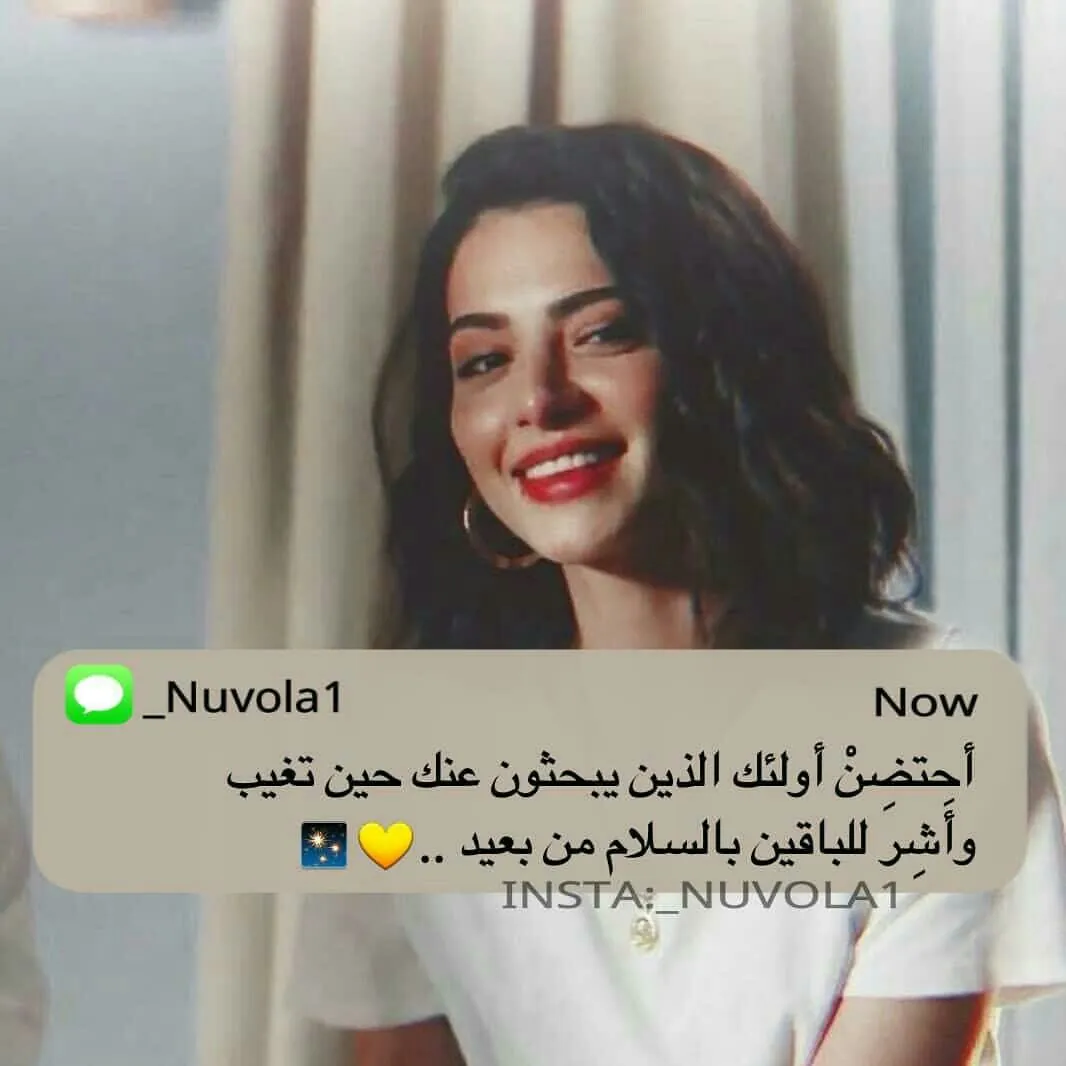 _Nuvola1
Now
أحتضِنْ أولئك الذين يبحثون عنك حين تغيب
وأَشِر للباقين بالسلام من بعيد ..💛🎇
INSTA:_NUVOLA1